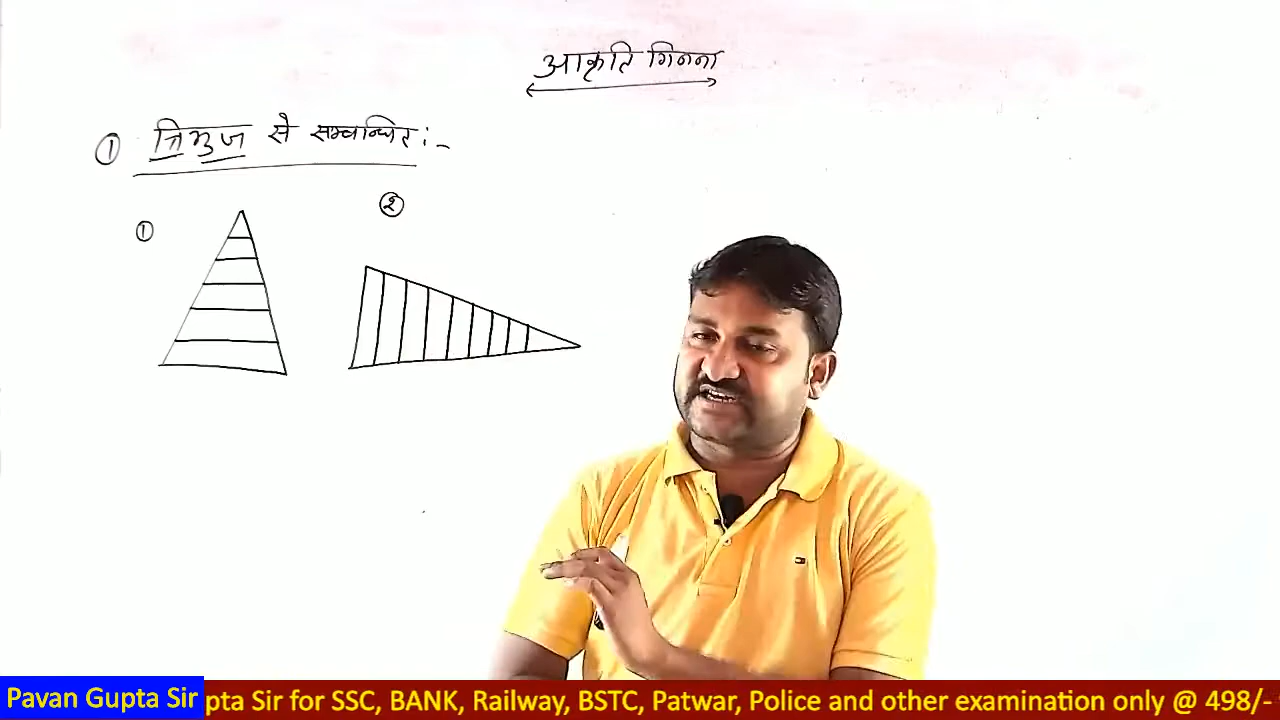 आकृति गिनना
① त्रिभुज से सम्बन्धित :-
①
②
Pavan Gupta Sir
pta Sir for SSC, BANK, Railway, BSTC, Patwar, Police and other examination only @ 498/-